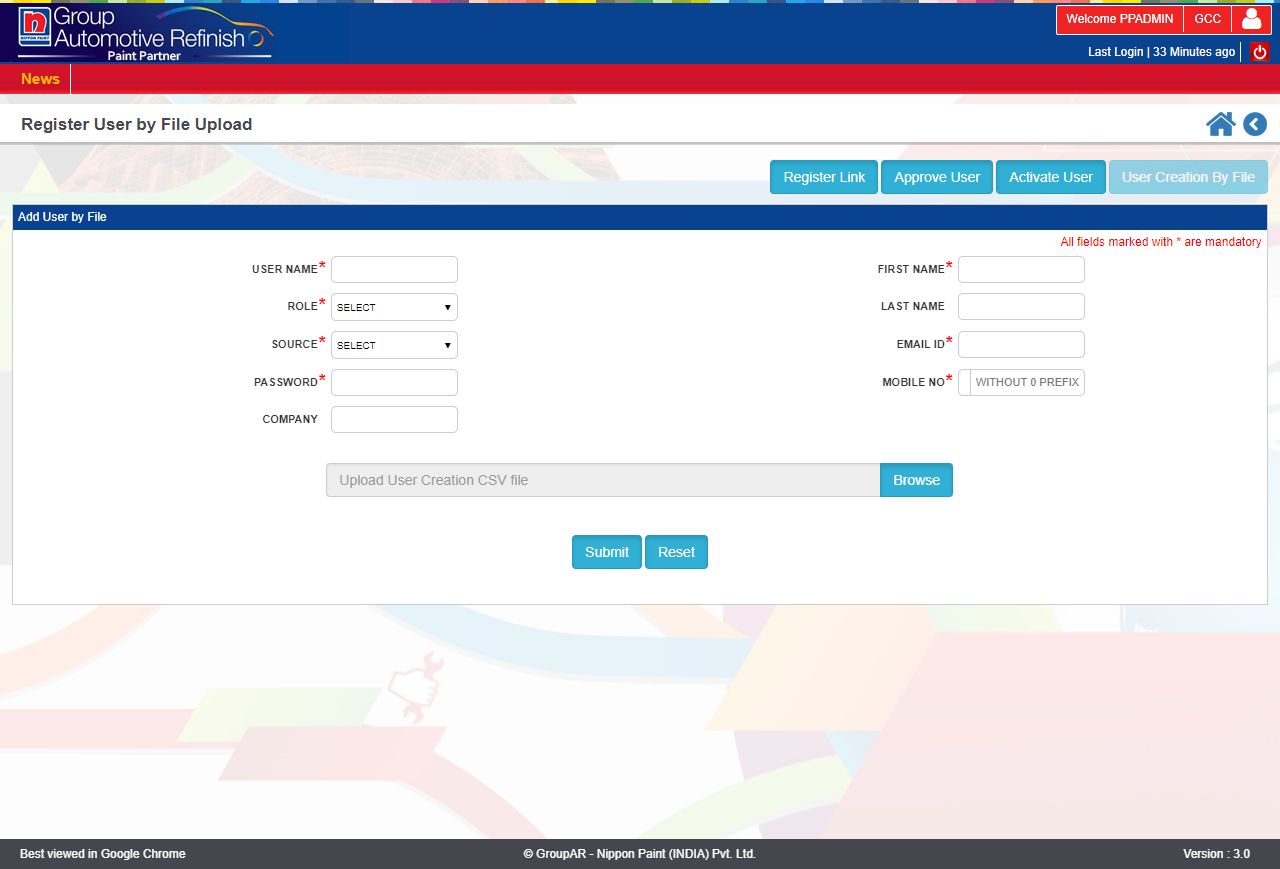 Group
Automotive Refinish
Paint Partner
n
NIPPON PAINT
Welcome PPADMIN GCC
Last Login | 33 Minutes ago
News
Register User by File Upload
Register Link Approve User Activate User User Creation By File
Add User by File
All fields marked with * are mandatory
USER NAME* FIRST NAME*
ROLE* SELECT LAST NAME
SOURCE* SELECT EMAIL ID*
PASSWORD* MOBILE NO* WITHOUT 0 PREFIX
COMPANY
Upload User Creation CSV file Browse
Submit Reset
Best viewed in Google Chrome © GroupAR - Nippon Paint (INDIA) Pvt. Ltd. Version : 3.0